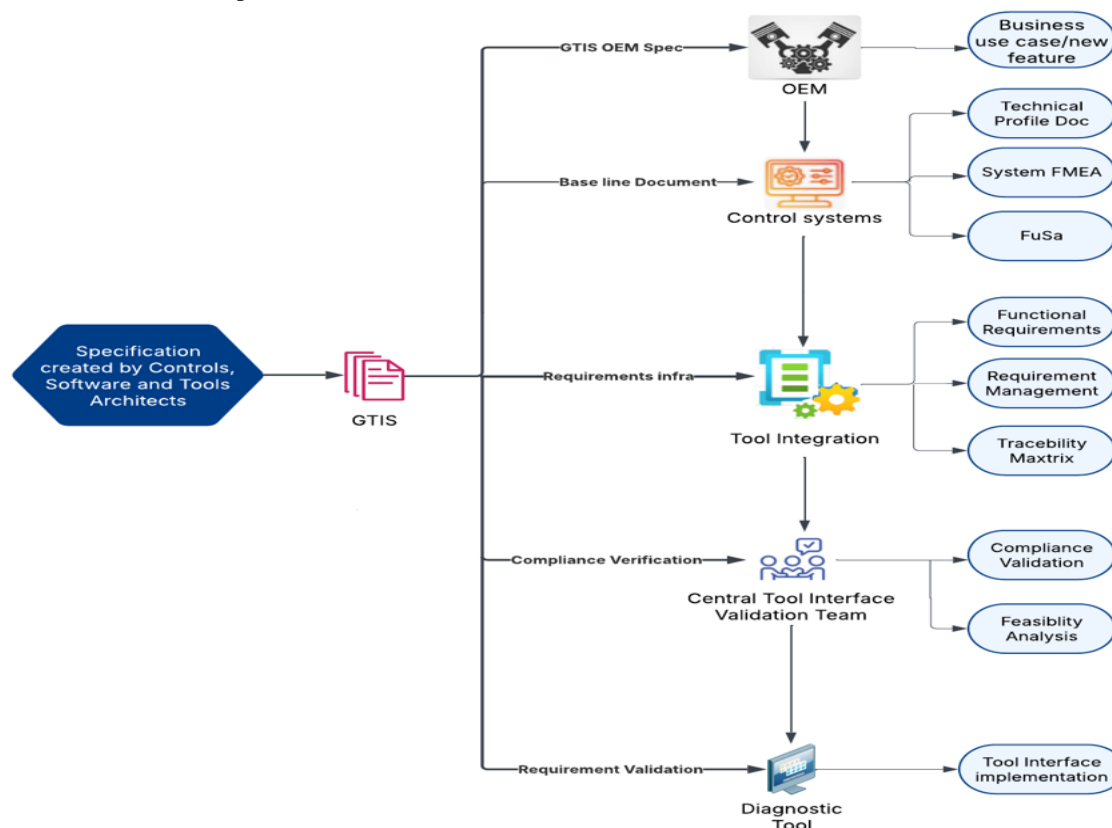 GTIS OEM Spec
OEM
Business
use case/new
feature
Technical
Profile Doc
Base line Document
Control systems
System FMEA
FuSa
Specification
created by Controls,
Software and Tools
Architects
GTIS
Requirements infra
Tool Integration
Functional
Requirements
Requirement
Management
Tracebility
Maxtrix
Compliance Verification
Central Tool Interface
Validation Team
Compliance
Validation
Feasiblity
Analysis
Requirement Validation
Diagnostic
Tool
Tool Interface
implementation